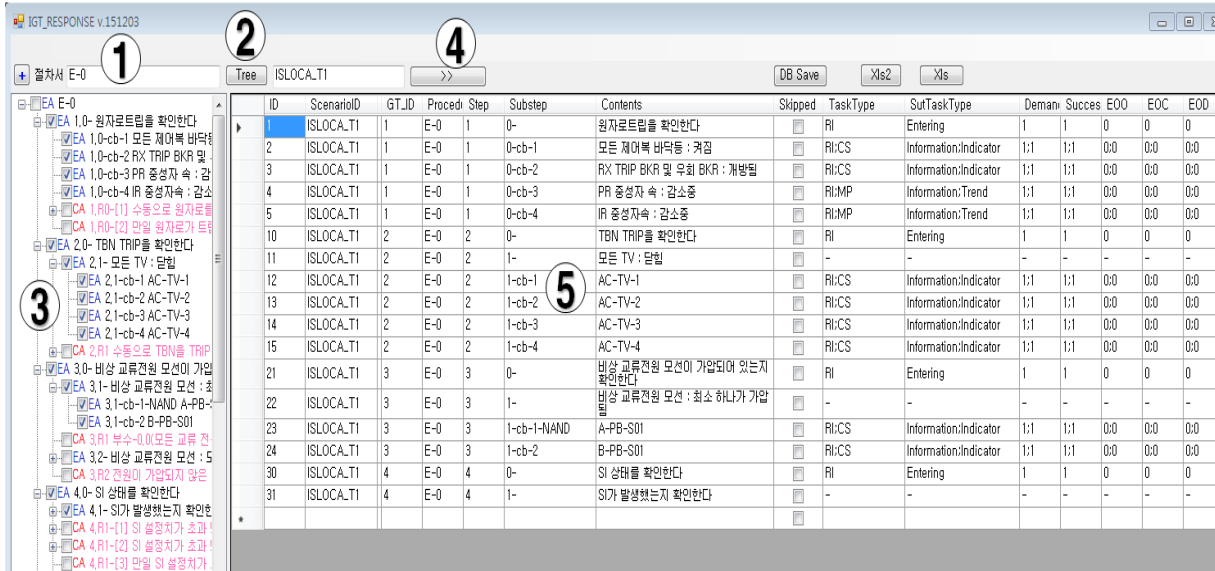 IGT_RESPONSE v.151203
① ② ④
+ 절차서 E-0 Tree ISLOCA_T1 >> DB Save Xls2 Xls
EA E-0
EA 1,0- 원자로트립을 확인한다
EA 1,0-cb-1 모든 제어봉 바닥등
EA 1,0-cb-2 RX TRIP BKR 및
EA 1,0-cb-3 PR 중성자 속 : 감
EA 1,0-cb-4 IR 중성자속 : 감소
CA 1,R0-[1] 수동으로 원자로를
CA 1,R0-[2] 만일 원자로가 트립
EA 2,0- TBN TRIP을 확인한다
EA 2,1- 모든 TV : 닫힘
EA 2,1-cb-1 AC-TV-1
EA 2,1-cb-2 AC-TV-2
EA 2,1-cb-3 AC-TV-3
EA 2,1-cb-4 AC-TV-4
CA 2,R1 수동으로 TBN을 TRIP
EA 3,0- 비상 교류전원 모선이 가압
EA 3,1- 비상 교류전원 모선 : 최
EA 3,1-cb-1-NAND A-PB-
EA 3,1-cb-2 B-PB-S01
CA 3,R1 부수-0,0(모든 교류 전
EA 3,2- 비상 교류전원 모선 : 모
CA 3,R2 전원이 가압되지 않은
EA 4,0- SI 상태를 확인한다
EA 4,1- SI가 발생했는지 확인한
CA 4,R1-[1] SI 설정치가 초과
CA 4,R1-[2] SI 설정치가 초과
CA 4,R1-[3] 만일 SI 설정치가
③
ID ScenarioID GT_ID Procedu Step Substep Contents Skipped TaskType SutTaskType Deman Succes EOO EOC EOD
1 ISLOCA_T1 1 E-0 1 0- 원자로트립을 확인한다 RI Entering 1 1 0 0 0
2 ISLOCA_T1 1 E-0 1 0-cb-1 모든 제어봉 바닥등 : 켜짐 RI;CS Information;Indicator 1;1 1;1 0;0 0;0 0;0
3 ISLOCA_T1 1 E-0 1 0-cb-2 RX TRIP BKR 및 우회 BKR : 개방됨 RI;CS Information;Indicator 1;1 1;1 0;0 0;0 0;0
4 ISLOCA_T1 1 E-0 1 0-cb-3 PR 중성자 속 : 감소중 RI;MP Information;Trend 1;1 1;1 0;0 0;0 0;0
5 ISLOCA_T1 1 E-0 1 0-cb-4 IR 중성자속 : 감소중 RI;MP Information;Trend 1;1 1;1 0;0 0;0 0;0
10 ISLOCA_T1 2 E-0 2 0- TBN TRIP을 확인한다 RI Entering 1 1 0 0 0
11 ISLOCA_T1 2 E-0 2 1- 모든 TV : 닫힘 - - - - - - -
12 ISLOCA_T1 2 E-0 2 1-cb-1 AC-TV-1 RI;CS Information;Indicator 1;1 1;1 0;0 0;0 0;0
13 ISLOCA_T1 2 E-0 2 1-cb-2 AC-TV-2 RI;CS Information;Indicator 1;1 1;1 0;0 0;0 0;0
14 ISLOCA_T1 2 E-0 2 1-cb-3 AC-TV-3 RI;CS Information;Indicator 1;1 1;1 0;0 0;0 0;0
15 ISLOCA_T1 2 E-0 2 1-cb-4 AC-TV-4 RI;CS Information;Indicator 1;1 1;1 0;0 0;0 0;0
21 ISLOCA_T1 3 E-0 3 0- 비상 교류전원 모선이 가압되어 있는지 확인한다 RI Entering 1 1 0 0 0
22 ISLOCA_T1 3 E-0 3 1- 비상 교류전원 모선 : 최소 하나가 가압됨 - - - - - - -
23 ISLOCA_T1 3 E-0 3 1-cb-1-NAND A-PB-S01 RI;CS Information;Indicator 1;1 1;1 0;0 0;0 0;0
24 ISLOCA_T1 3 E-0 3 1-cb-2 B-PB-S01 RI;CS Information;Indicator 1;1 1;1 0;0 0;0 0;0
30 ISLOCA_T1 4 E-0 4 0- SI 상태를 확인한다 RI Entering 1 1 0 0 0
31 ISLOCA_T1 4 E-0 4 1- SI가 발생했는지 확인한다 - - - - - - -
⑤